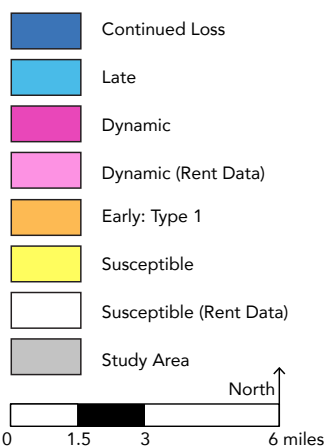 Continued Loss
Late
Dynamic
Dynamic (Rent Data)
Early: Type 1
Susceptible
Susceptible (Rent Data)
Study Area
North
0 1.5 3 6 miles